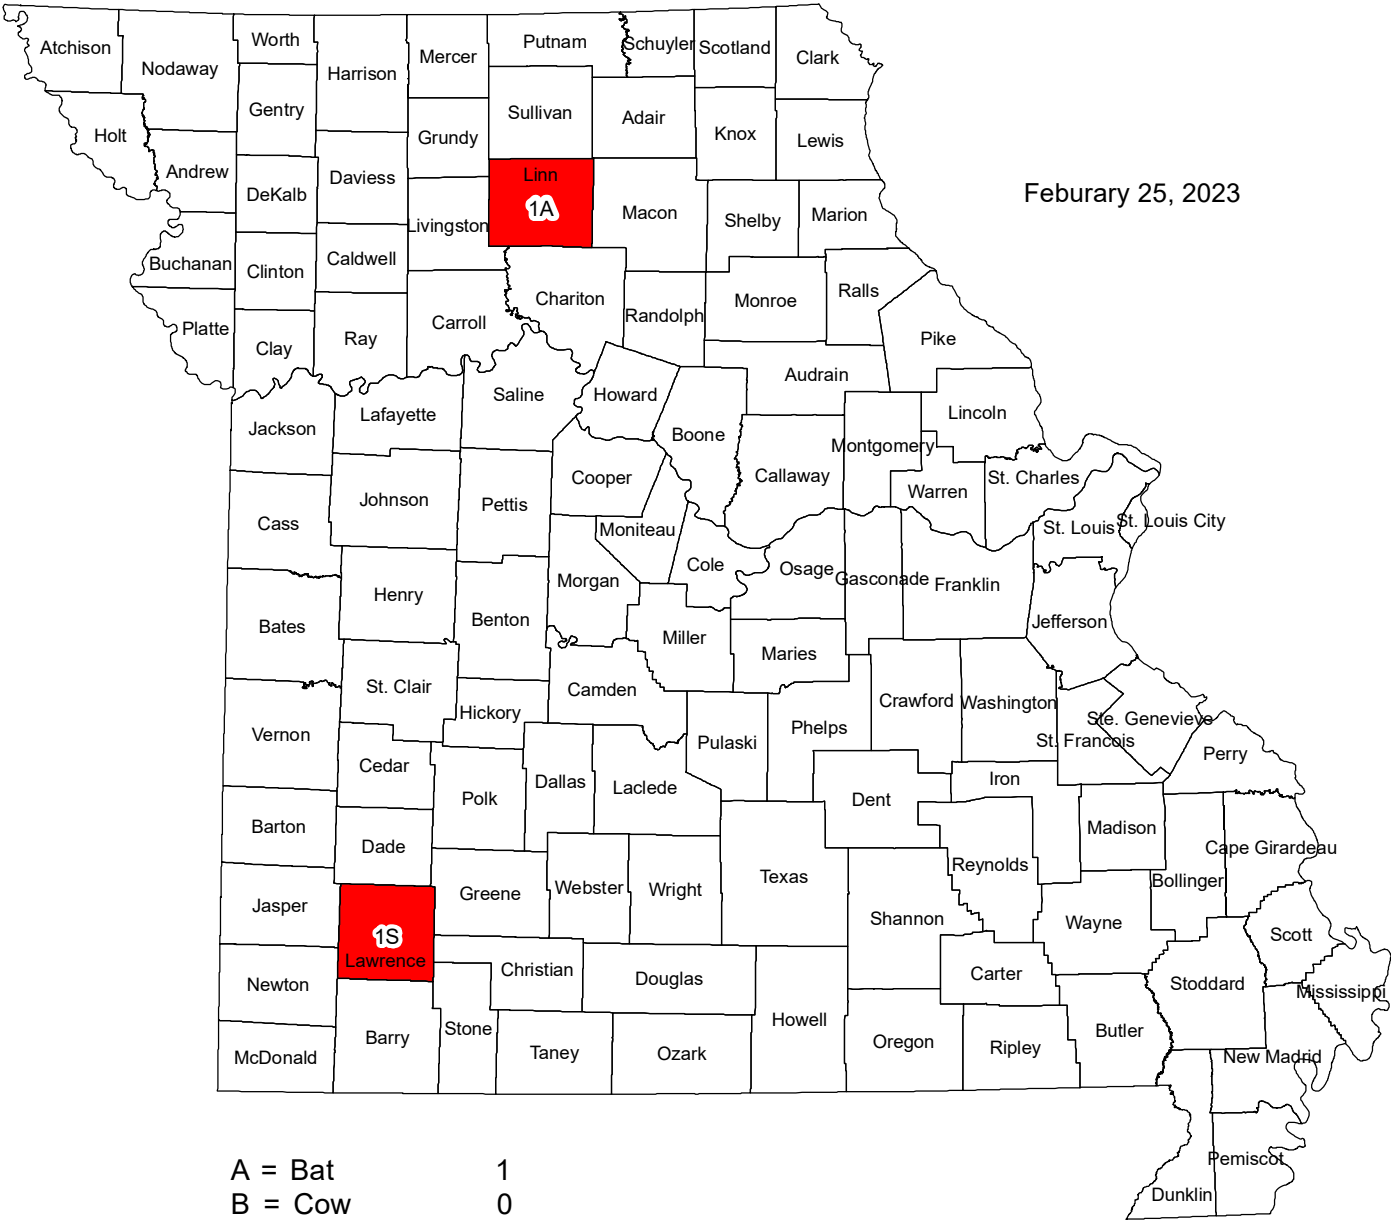 Atchison
Nodaway
Worth
Harrison
Mercer
Putnam
Schuyler
Scotland
Clark
Holt
Gentry
Sullivan
Adair
Knox
Lewis
Grundy
Andrew
DeKalb
Daviess
Linn
1A
Macon
Shelby
Marion
Feburary 25, 2023
Livingston
Buchanan
Clinton
Caldwell
Chariton
Randolph
Monroe
Ralls
Platte
Clay
Ray
Carroll
Pike
Audrain
Saline
Howard
Lafayette
Jackson
Boone
Lincoln
Montgomery
Callaway
Cooper
Johnson
Pettis
Warren
St. Charles
Cass
Moniteau
St. Louis
St. Louis City
Cole
Osage
Gasconade
Franklin
Morgan
Henry
Benton
Bates
Miller
Jefferson
Maries
St. Clair
Camden
Hickory
Crawford
Washington
Ste. Genevieve
Vernon
Pulaski
Phelps
St. Francois
Perry
Cedar
Dallas
Laclede
Iron
Polk
Dent
Barton
Madison
Dade
Cape Girardeau
Reynolds
Texas
Bollinger
Greene
Webster
Wright
Jasper
Shannon
Wayne
1S
Scott
Lawrence
Christian
Douglas
Carter
Newton
Stoddard
Mississippi
Howell
Stone
Barry
Butler
Oregon
Ripley
McDonald
Taney
Ozark
New Madrid
Pemiscot
Dunklin
A = Bat 1
B = Cow 0